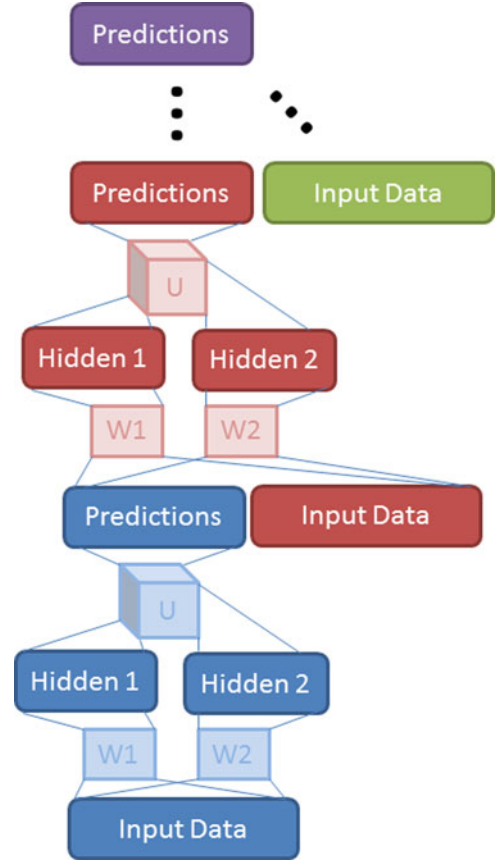 Predictions
Predictions Input Data
U
Hidden 1 Hidden 2
W1 W2
Predictions Input Data
U
Hidden 1 Hidden 2
W1 W2
Input Data